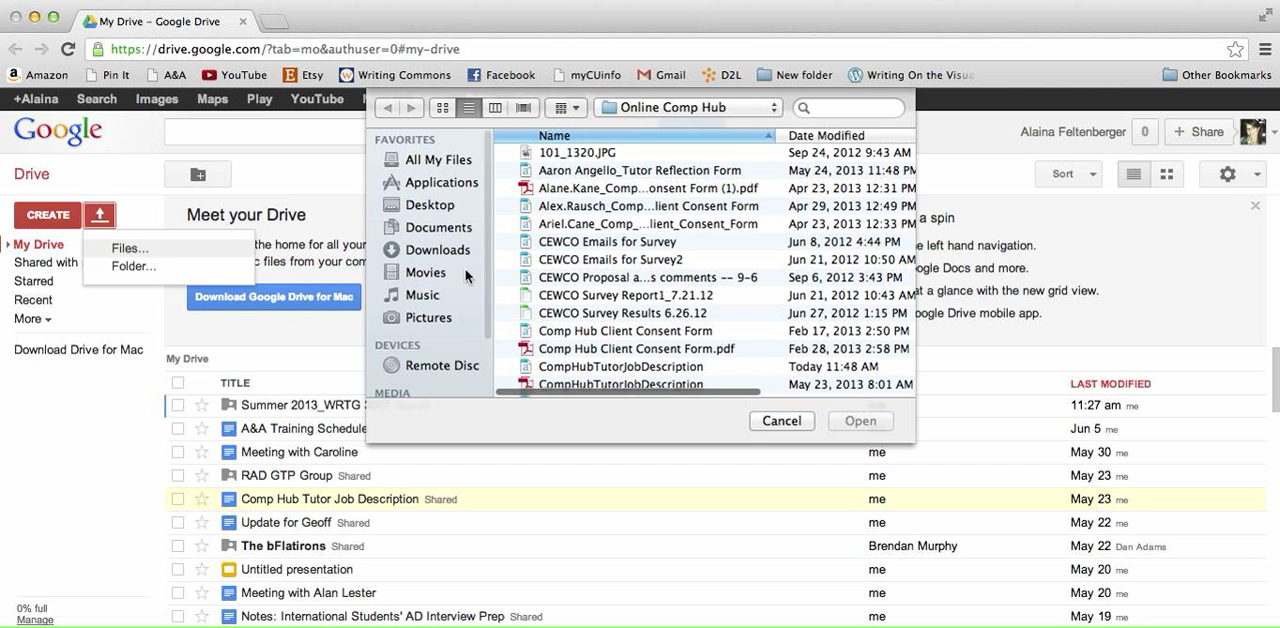 My Drive – Google Drive
https://drive.google.com/?tab=mo&authuser=0#my-drive
Amazon Pin It A&A YouTube Etsy Writing Commons Facebook myCUinfo Gmail D2L New folder Writing On the Visua Other Bookmarks
+Alaina Search Images Maps Play YouTube
Online Comp Hub
Google
Alaina Feltenberger 0 + Share
FAVORITES
All My Files
Applications
Desktop
Documents
Downloads
Movies
Music
Pictures
DEVICES
Remote Disc
MEDIA
Name Date Modified
101_1320.JPG Sep 24, 2012 9:43 AM
Aaron Angello_Tutor Reflection Form May 24, 2013 11:48 PM
Alane.Kane_Comp_...onsent Form (1).pdf Apr 23, 2013 12:31 PM
Alex.Rausch_Comp_...lient Consent Form Apr 29, 2013 12:49 PM
Ariel.Cane_Comp_...lient_Consent_Form Apr 23, 2013 12:33 PM
CEWCO Emails for Survey Jun 8, 2012 4:44 PM
CEWCO Emails for Survey2 Jun 21, 2012 10:50 AM
CEWCO Proposal a...s comments -- 9-6 Sep 6, 2012 3:43 PM
CEWCO Survey Report1_7.21.12 Jun 21, 2012 10:43 AM
CEWCO Survey Results 6.26.12 Jun 27, 2012 1:15 PM
Comp Hub Client Consent Form Feb 17, 2013 2:50 PM
Comp Hub Client Consent Form.pdf Feb 28, 2013 2:58 PM
CompHubTutorJobDescription Today 11:48 AM
CompHubTutorJobDescription May 23, 2013 8:01 AM
Cancel Open
Drive
Sort
CREATE
Files...
Folder...
My Drive
Shared with
Starred
Recent
More
Download Drive for Mac
Meet your Drive
the home for all your
ic files from your com
Download Google Drive for Mac
a spin
e left hand navigation.
ogle Docs and more.
at a glance with the new grid view.
ogle Drive mobile app.
My Drive
TITLE LAST MODIFIED
Summer 2013_WRTG me 11:27 am me
A&A Training Schedule Jun 5 me
Meeting with Caroline me May 30 me
RAD GTP Group Shared me May 23 me
Comp Hub Tutor Job Description Shared me May 23 me
Update for Geoff Shared me May 22 me
The bFlatirons Shared Brendan Murphy May 22 Dan Adams
Untitled presentation me May 20 me
Meeting with Alan Lester me May 20 me
Notes: International Students' AD Interview Prep Shared me May 19 me
0% full
Manage